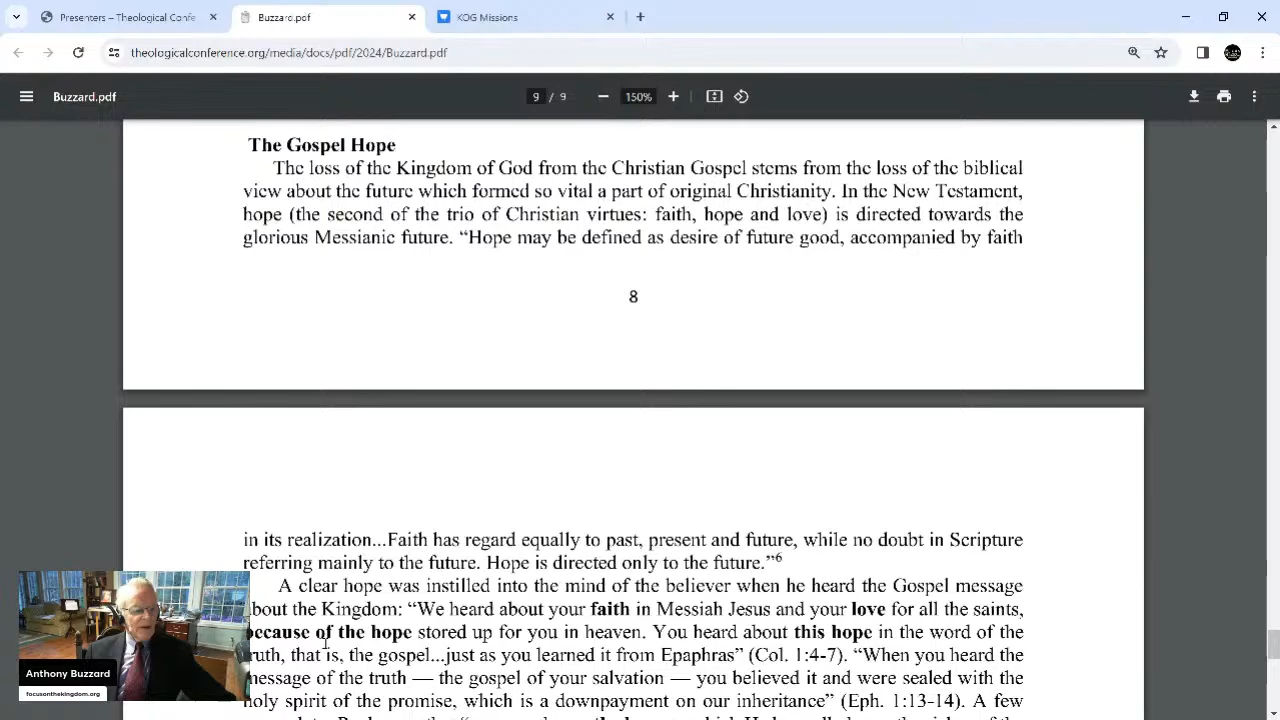 Presenters – Theological Confe
Buzzard.pdf
KOG Missions
theologicalconference.org/media/docs/pdf/2024/Buzzard.pdf
Buzzard.pdf
9 / 9
150%
The Gospel Hope
The loss of the Kingdom of God from the Christian Gospel stems from the loss of the biblical
view about the future which formed so vital a part of original Christianity. In the New Testament,
hope (the second of the trio of Christian virtues: faith, hope and love) is directed towards the
glorious Messianic future. “Hope may be defined as desire of future good, accompanied by faith
8
in its realization...Faith has regard equally to past, present and future, while no doubt in Scripture
referring mainly to the future. Hope is directed only to the future.”6
A clear hope was instilled into the mind of the believer when he heard the Gospel message
about the Kingdom: “We heard about your faith in Messiah Jesus and your love for all the saints,
because of the hope stored up for you in heaven. You heard about this hope in the word of the
truth, that is, the gospel...just as you learned it from Epaphras” (Col. 1:4-7). “When you heard the
message of the truth — the gospel of your salvation — you believed it and were sealed with the
holy spirit of the promise, which is a downpayment on our inheritance” (Eph. 1:13-14). A few
Anthony Buzzard
focusonthekingdom.org